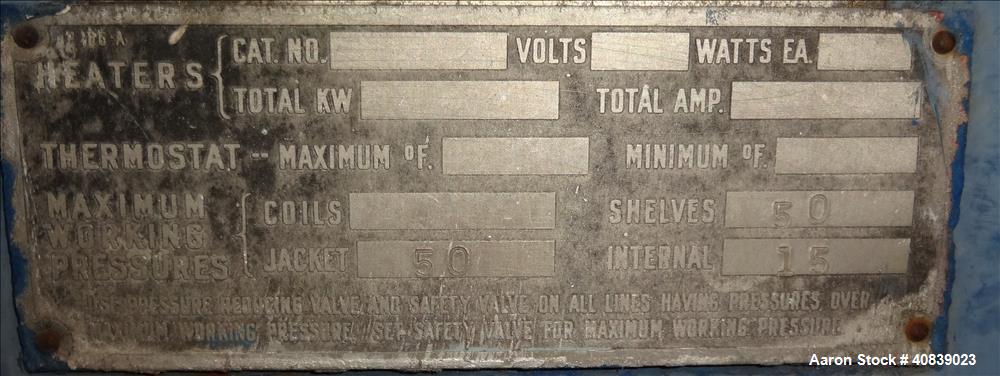 HEATERS
CAT. NO. VOLTS WATTS EA.
TOTAL KW TOTAL AMP.
THERMOSTAT -- MAXIMUM °F. MINIMUM °F.
MAXIMUM WORKING PRESSURES
COILS SHELVES 50
JACKET 50 INTERNAL 15
USE PRESSURE REDUCING VALVE AND SAFETY VALVE ON ALL LINES HAVING PRESSURES OVER
MAXIMUM WORKING PRESSURE. SET SAFETY VALVE FOR MAXIMUM WORKING PRESSURE
Aaron Stock # 40839023